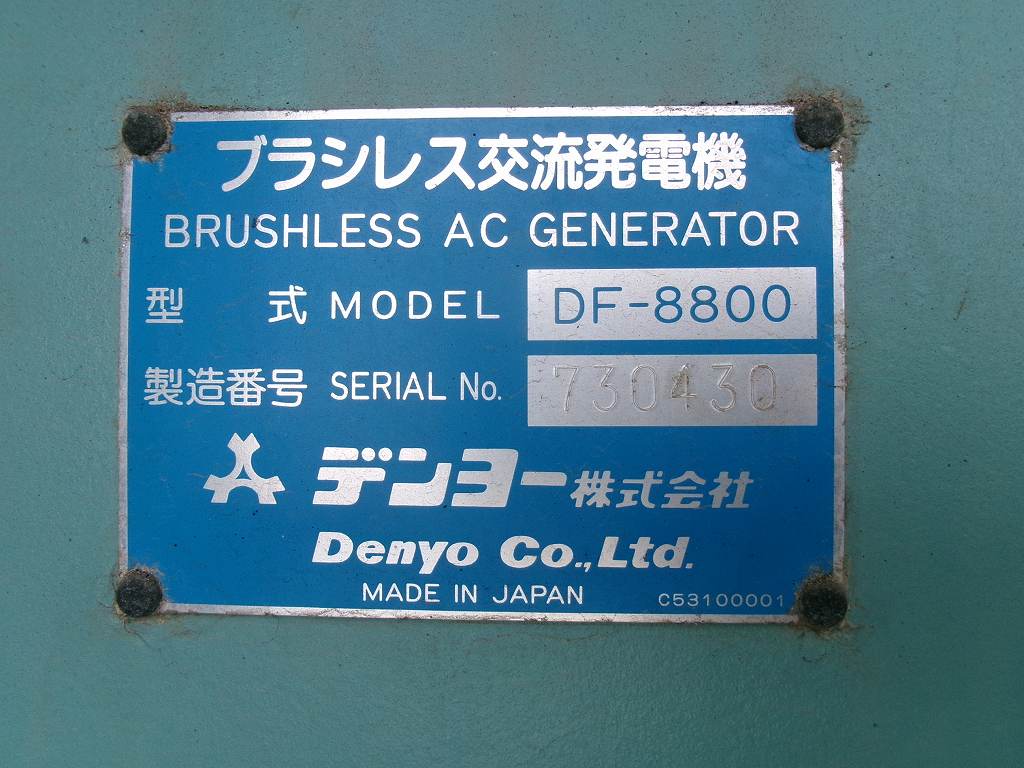 ブラシレス交流発電機
BRUSHLESS AC GENERATOR
型 式 MODEL DF-8800
製造番号 SERIAL No. 730430
デンヨー株式会社
Denyo Co.,Ltd.
MADE IN JAPAN C53100001